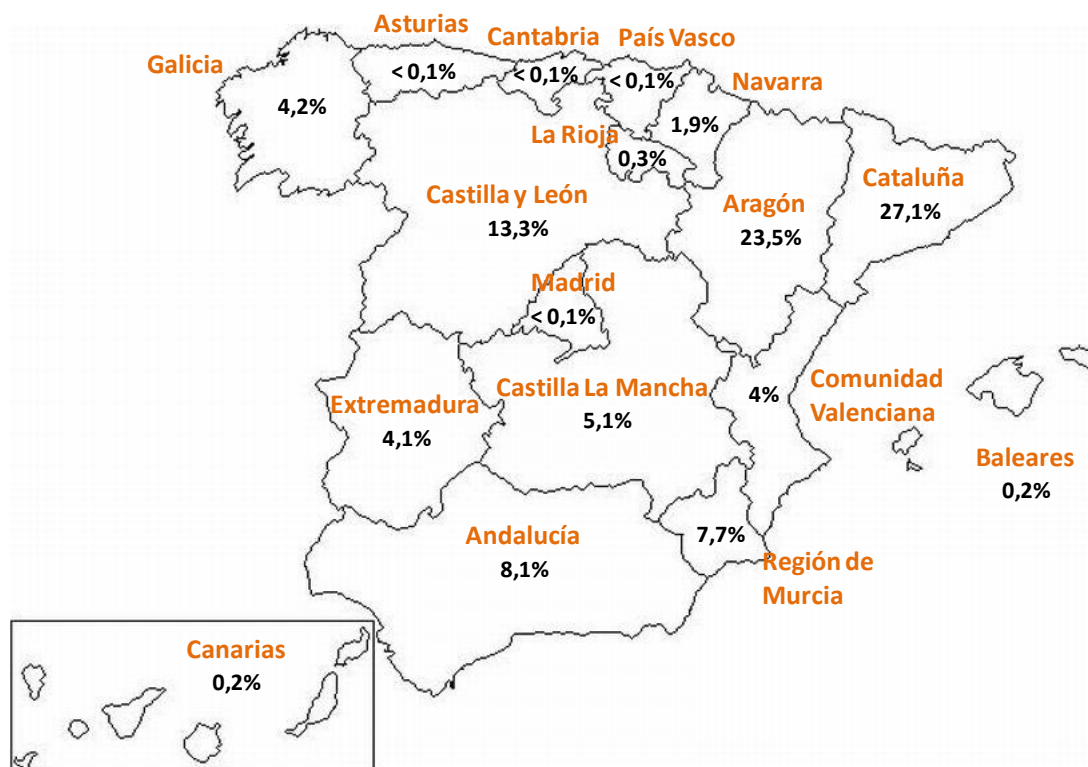 Asturias
< 0,1%
Cantabria
< 0,1%
País Vasco
< 0,1%
Galicia
4,2%
Navarra
1,9%
La Rioja
0,3%
Castilla y León
13,3%
Aragón
23,5%
Cataluña
27,1%
Madrid
< 0,1%
Extremadura
4,1%
Castilla La Mancha
5,1%
4%
Comunidad
Valenciana
Baleares
0,2%
Andalucía
8,1%
7,7%
Región de
Murcia
Canarias
0,2%